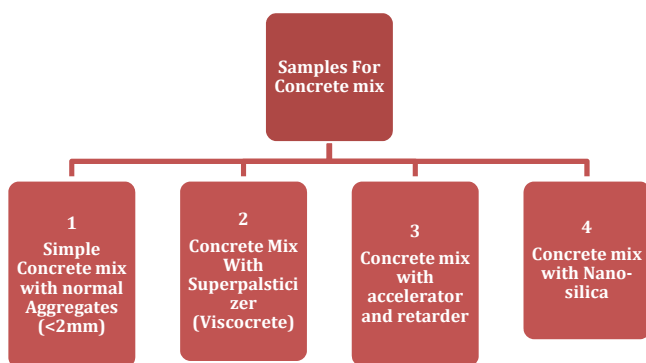 Samples For
Concrete mix
1
Simple
Concrete mix
with normal
Aggregates
(<2mm)
2
Concrete Mix
With
Superpalstici
zer
(Viscocrete)
3
Concrete mix
with
accelerator
and retarder
4
Concrete mix
with Nano-
silica